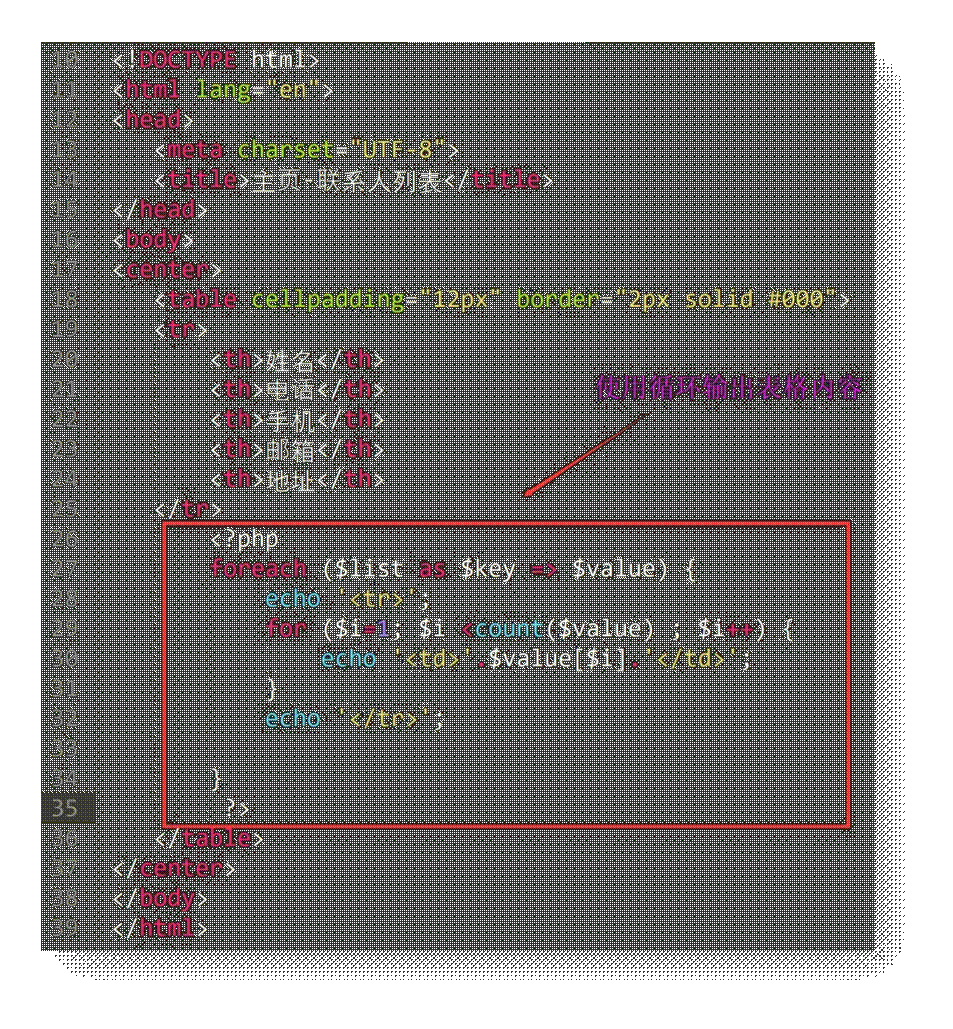 10 <!DOCTYPE html>
11 <html lang="en">
12 <head>
13 <meta charset="UTF-8">
14 <title>主页-联系人列表</title>
15 </head>
16 <body>
17 <center>
18 <table cellpadding="12px" border="2px solid #000">
19 <tr>
20 <th>姓名</th>
21 <th>电话</th>
使用循环输出表格内容
22 <th>手机</th>
23 <th>邮箱</th>
24 <th>地址</th>
25 </tr>
26 <?php
27 foreach ($list as $key => $value) {
28 echo '<tr>';
29 for ($i=1; $i <count($value) ; $i++) {
30 echo '<td>'.$value[$i].'</td>';
31 }
32 echo '</tr>';
33
34 }
35 ?>
36 </table>
37 </center>
38 </body>
39 </html>